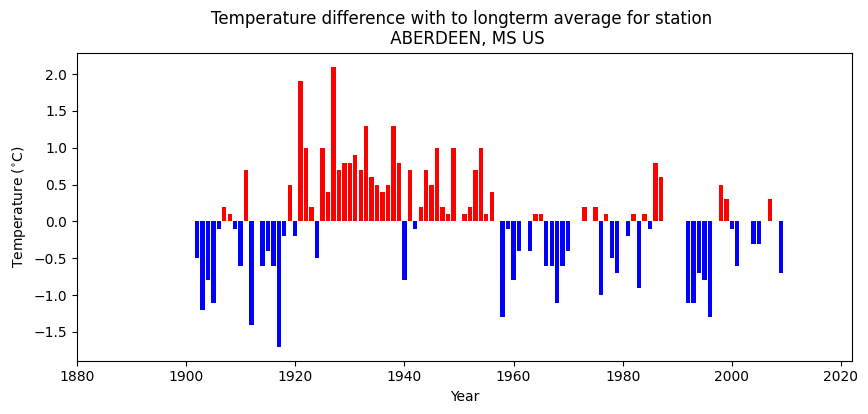 Temperature difference with to longterm average for station
ABERDEEN, MS US
Temperature (°C)
2.0
1.5
1.0
0.5
0.0
−0.5
−1.0
−1.5
1880 1900 1920 1940 1960 1980 2000 2020
Year